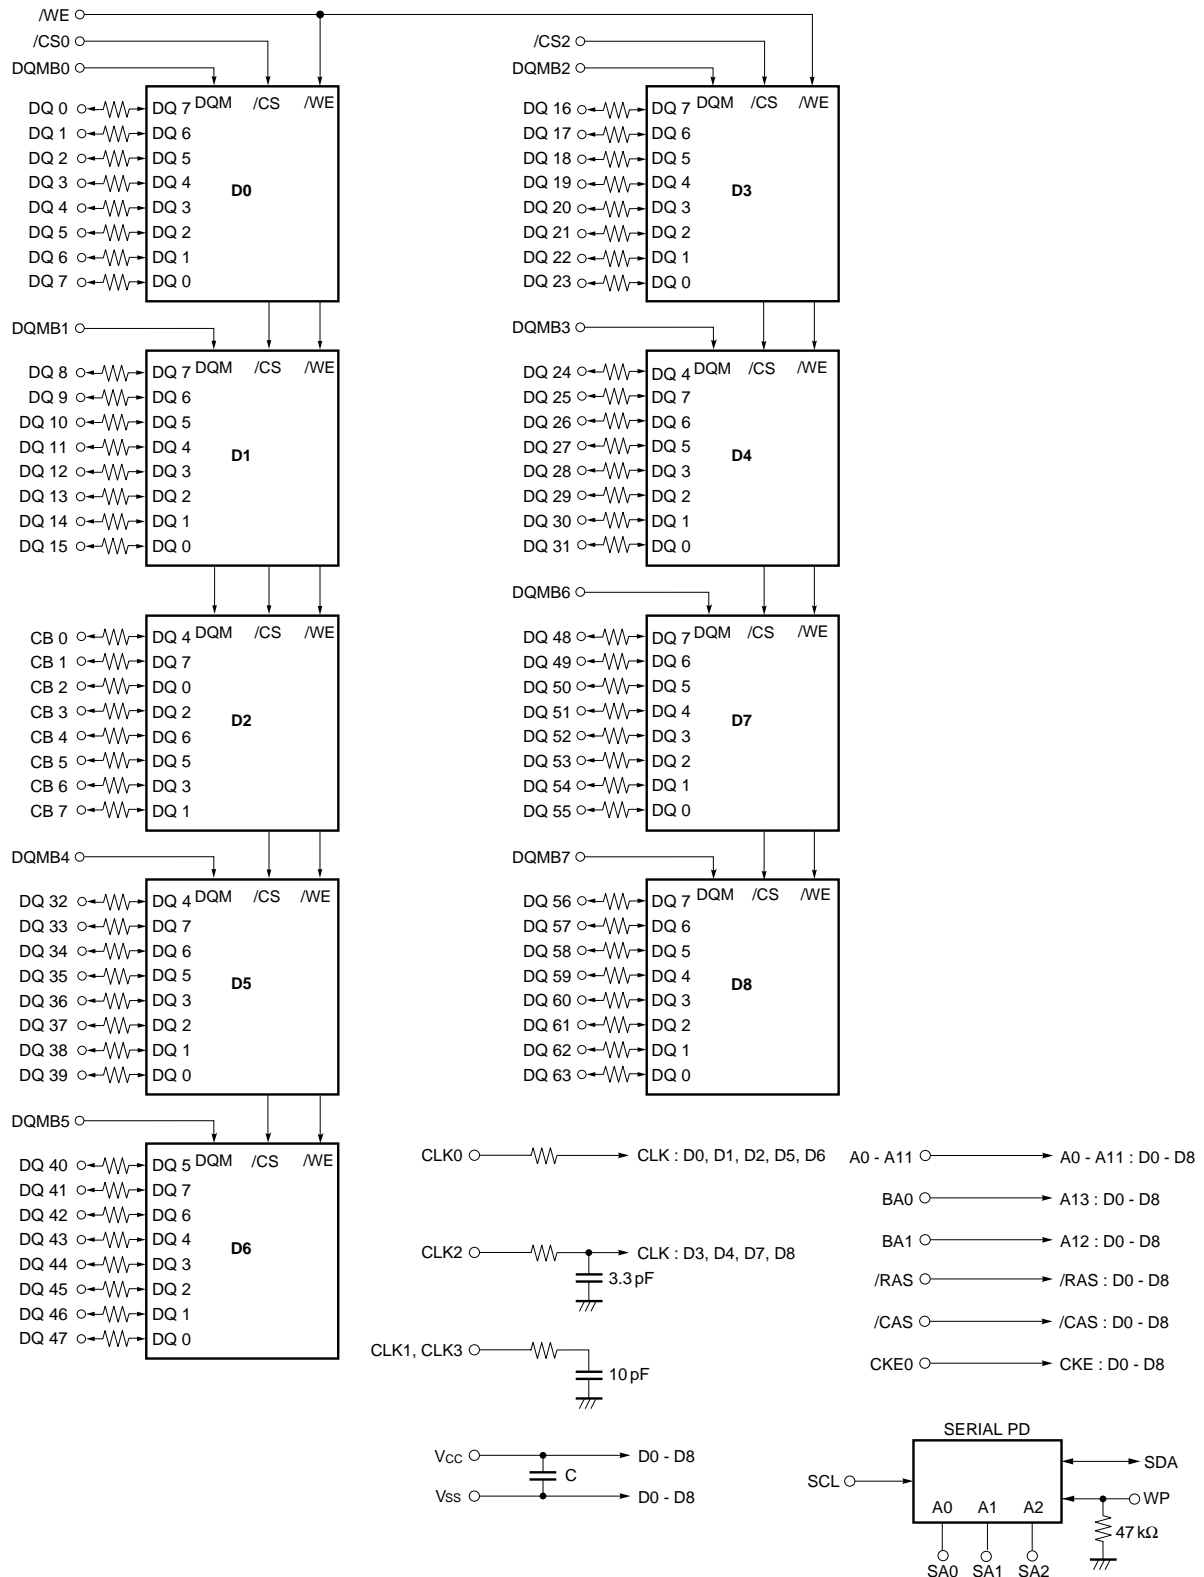 /WE
/CS0
/CS2
DQMB0
DQMB2
DQM /CS /WE
DQ 0 DQ 7
DQ 1 DQ 6
DQ 2 DQ 5
DQ 3 DQ 4
DQ 4 DQ 3
DQ 5 DQ 2
DQ 6 DQ 1
DQ 7 DQ 0
D0
DQM /CS /WE
DQ 16 DQ 7
DQ 17 DQ 6
DQ 18 DQ 5
DQ 19 DQ 4
DQ 20 DQ 3
DQ 21 DQ 2
DQ 22 DQ 1
DQ 23 DQ 0
D3
DQMB1
DQM /CS /WE
DQ 8 DQ 7
DQ 9 DQ 6
DQ 10 DQ 5
DQ 11 DQ 4
DQ 12 DQ 3
DQ 13 DQ 2
DQ 14 DQ 1
DQ 15 DQ 0
D1
DQMB3
DQM /CS /WE
DQ 24 DQ 4
DQ 25 DQ 7
DQ 26 DQ 6
DQ 27 DQ 5
DQ 28 DQ 3
DQ 29 DQ 2
DQ 30 DQ 1
DQ 31 DQ 0
D4
DQM /CS /WE
CB 0 DQ 4
CB 1 DQ 7
CB 2 DQ 0
CB 3 DQ 2
CB 4 DQ 6
CB 5 DQ 5
CB 6 DQ 3
CB 7 DQ 1
D2
DQMB6
DQM /CS /WE
DQ 48 DQ 7
DQ 49 DQ 6
DQ 50 DQ 5
DQ 51 DQ 4
DQ 52 DQ 3
DQ 53 DQ 2
DQ 54 DQ 1
DQ 55 DQ 0
D7
DQMB4
DQM /CS /WE
DQ 32 DQ 4
DQ 33 DQ 7
DQ 34 DQ 6
DQ 35 DQ 5
DQ 36 DQ 3
DQ 37 DQ 2
DQ 38 DQ 1
DQ 39 DQ 0
D5
DQMB7
DQM /CS /WE
DQ 56 DQ 7
DQ 57 DQ 6
DQ 58 DQ 5
DQ 59 DQ 4
DQ 60 DQ 3
DQ 61 DQ 2
DQ 62 DQ 1
DQ 63 DQ 0
D8
DQMB5
DQM /CS /WE
DQ 40 DQ 5
DQ 41 DQ 7
DQ 42 DQ 6
DQ 43 DQ 4
DQ 44 DQ 3
DQ 45 DQ 2
DQ 46 DQ 1
DQ 47 DQ 0
D6
CLK0 CLK : D0, D1, D2, D5, D6
CLK2 CLK : D3, D4, D7, D8
3.3 pF
CLK1, CLK3
10 pF
VCC D0 - D8
C
VSS D0 - D8
A0 - A11 A0 - A11 : D0 - D8
BA0 A13 : D0 - D8
BA1 A12 : D0 - D8
/RAS /RAS : D0 - D8
/CAS /CAS : D0 - D8
CKE0 CKE : D0 - D8
SERIAL PD
SCL
SDA
WP
A0 A1 A2
47 kΩ
SA0 SA1 SA2